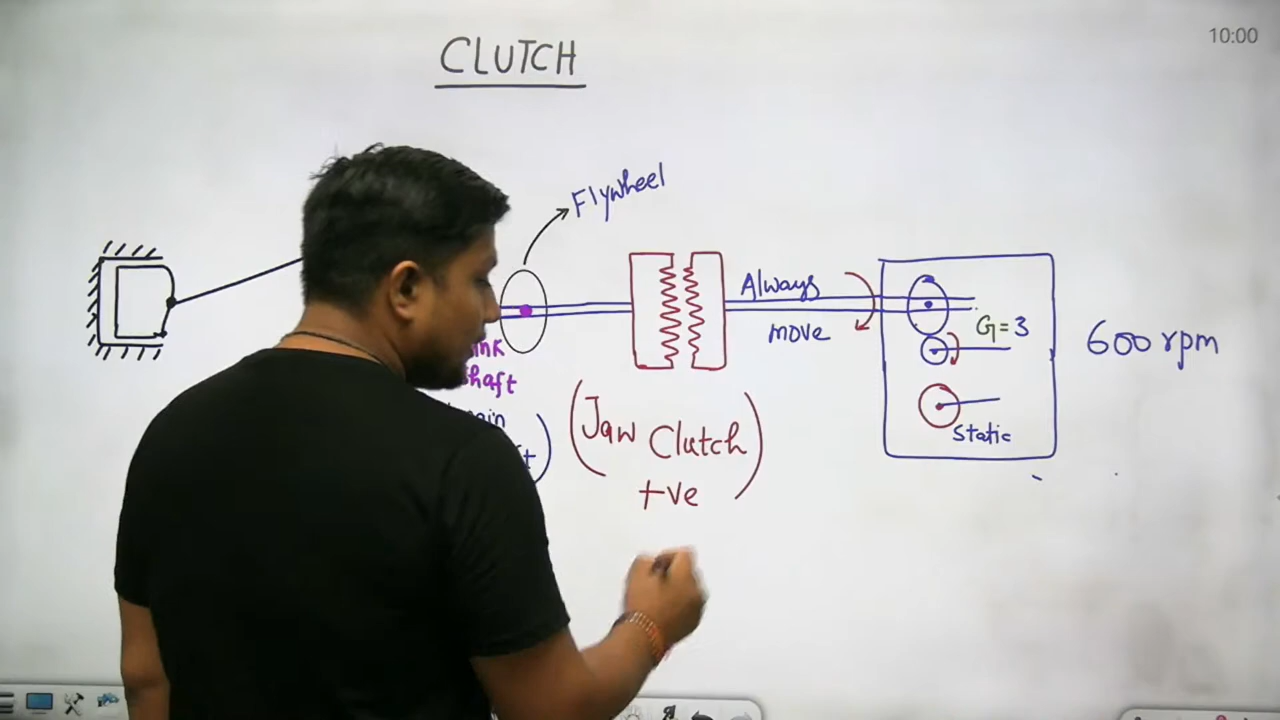 10:00
CLUTCH
Flywheel
Always
move
G=3
600 rpm
static
(Jaw Clutch
+ve)